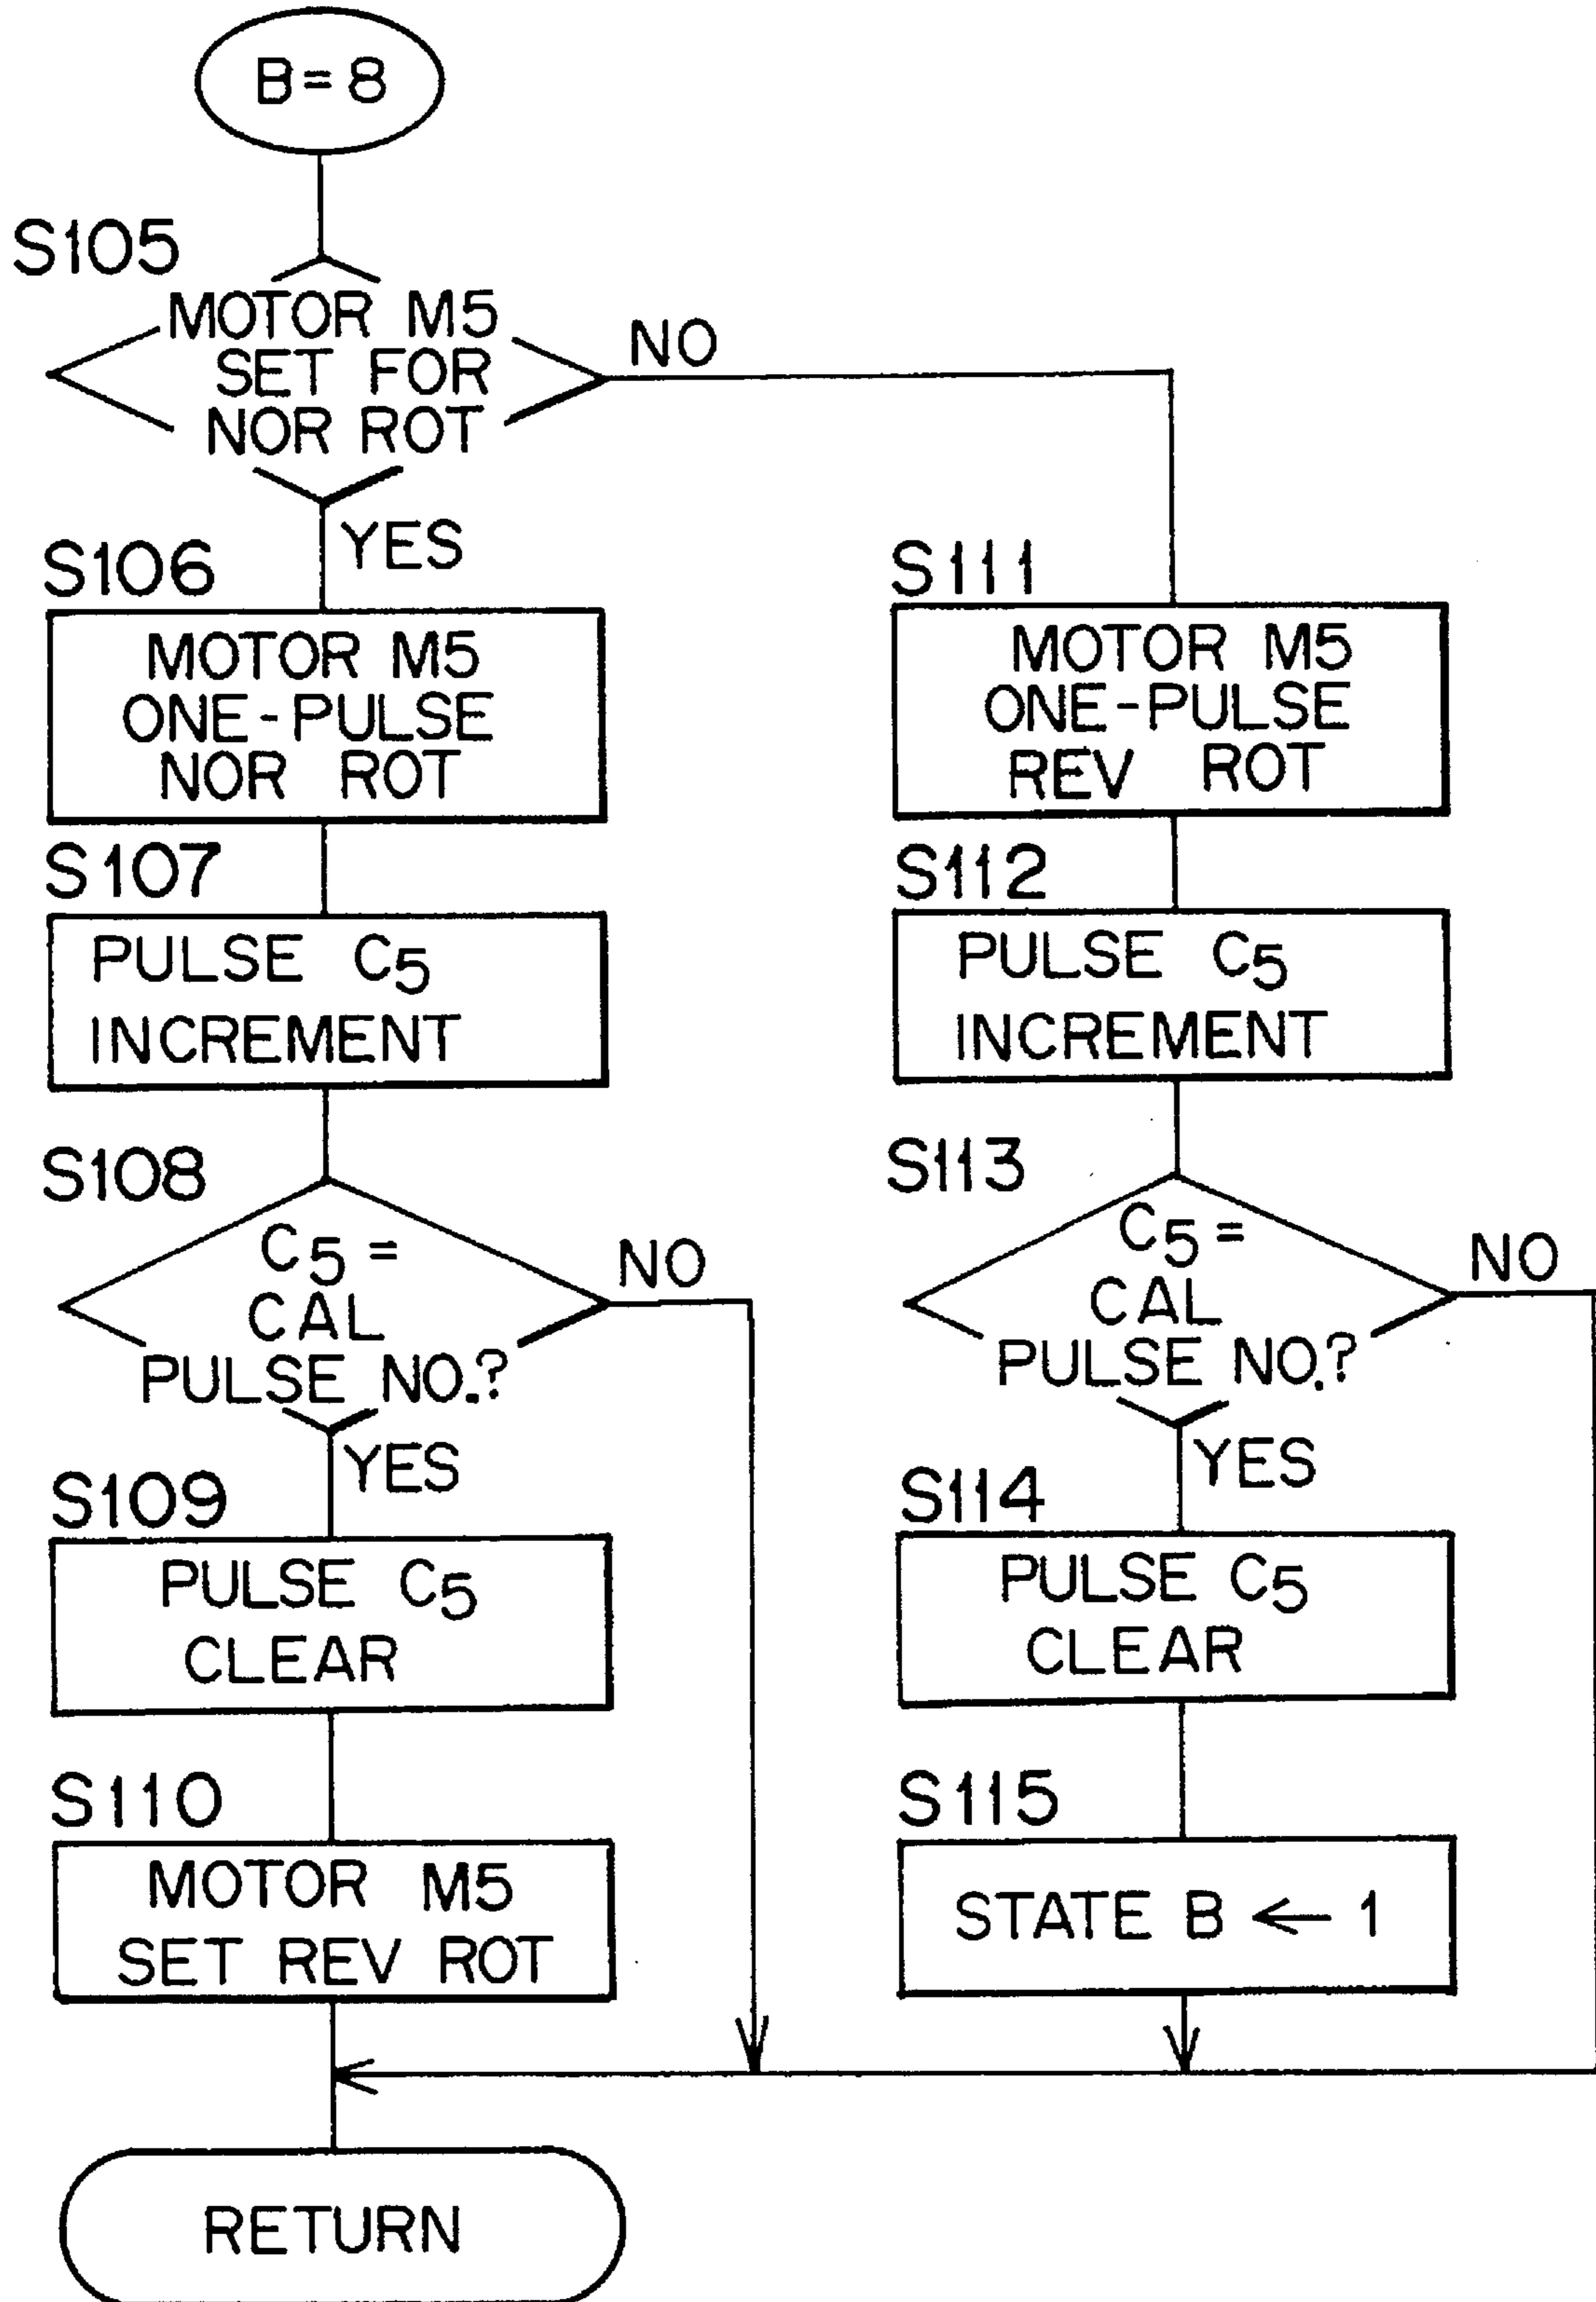 B=8
S105
MOTOR M5
SET FOR
NOR ROT
NO
YES
S106
MOTOR M5
ONE-PULSE
NOR ROT
S107
PULSE C5
INCREMENT
S108
C5=
CAL
PULSE NO.?
NO
YES
S109
PULSE C5
CLEAR
S110
MOTOR M5
SET REV ROT
S111
MOTOR M5
ONE-PULSE
REV ROT
S112
PULSE C5
INCREMENT
S113
C5=
CAL
PULSE NO.?
NO
YES
S114
PULSE C5
CLEAR
S115
STATE B ← 1
RETURN